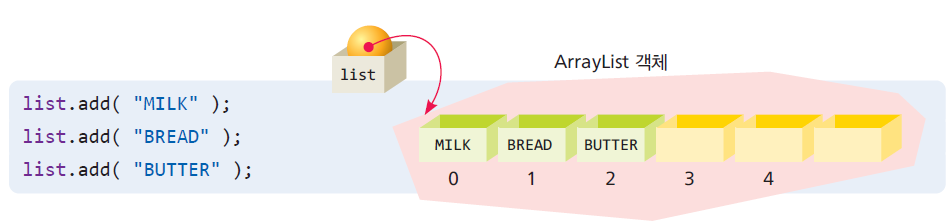 list
ArrayList 객체
list.add( "MILK" );
list.add( "BREAD" );
list.add( "BUTTER" );
MILK BREAD BUTTER
0 1 2 3 4